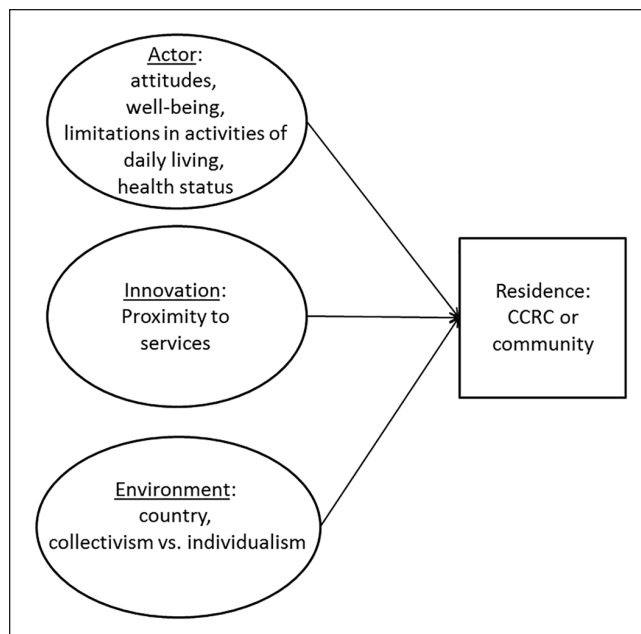 Actor:
attitudes,
well-being,
limitations in activities of
daily living,
health status
Innovation:
Proximity to
services
Environment:
country,
collectivism vs. individualism
Residence:
CCRC or
community